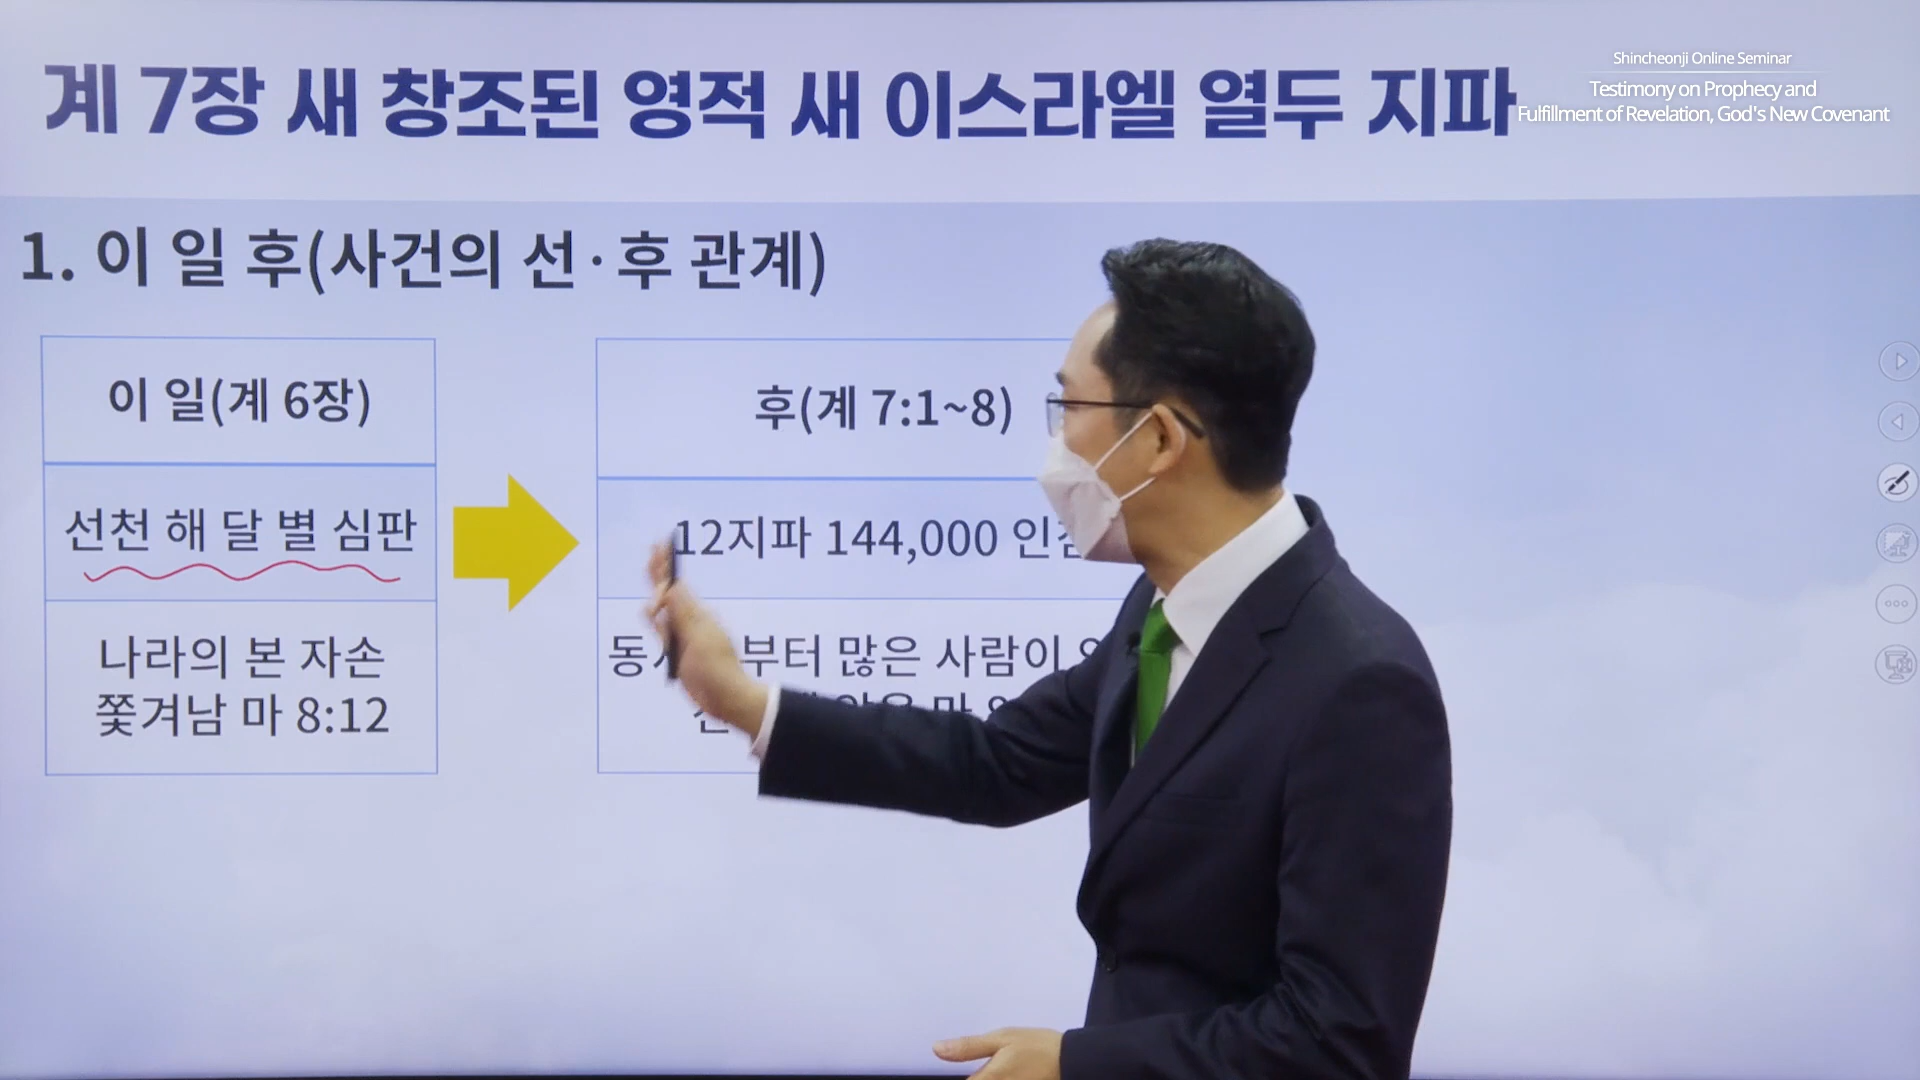 계 7장 새 창조된 영적 새 이스라엘 열두 지파
Shincheonji Online Seminar
Testimony on Prophecy and
Fulfillment of Revelation, God's New Covenant
1. 이 일 후(사건의 선·후 관계)
이 일(계 6장)
선천 해 달 별 심판
나라의 본 자손
쫓겨남 마 8:12
후(계 7:1~8)
12지파 144,000
부터 많은 사람이